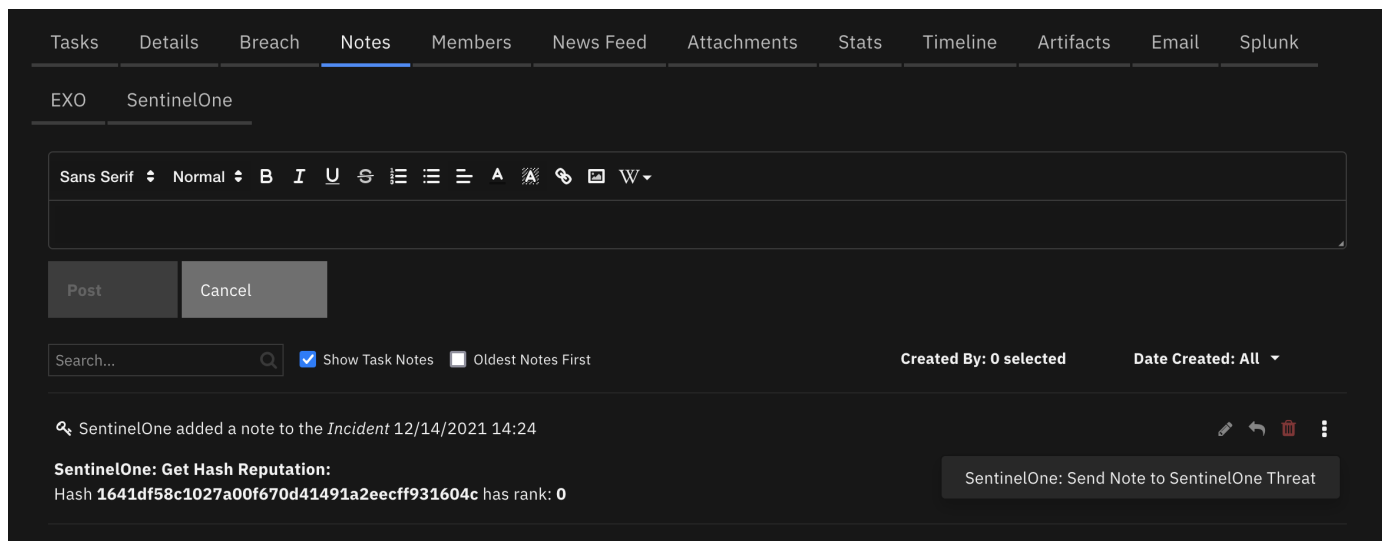 Tasks Details Breach Notes Members News Feed Attachments Stats Timeline Artifacts Email Splunk
EXO SentinelOne
Sans Serif Normal B I U S A A W
Post Cancel
Search... Show Task Notes Oldest Notes First Created By: 0 selected Date Created: All
SentinelOne added a note to the Incident 12/14/2021 14:24
SentinelOne: Get Hash Reputation:
Hash 1641df58c1027a00f670d41491a2eecff931604c has rank: 0
SentinelOne: Send Note to SentinelOne Threat